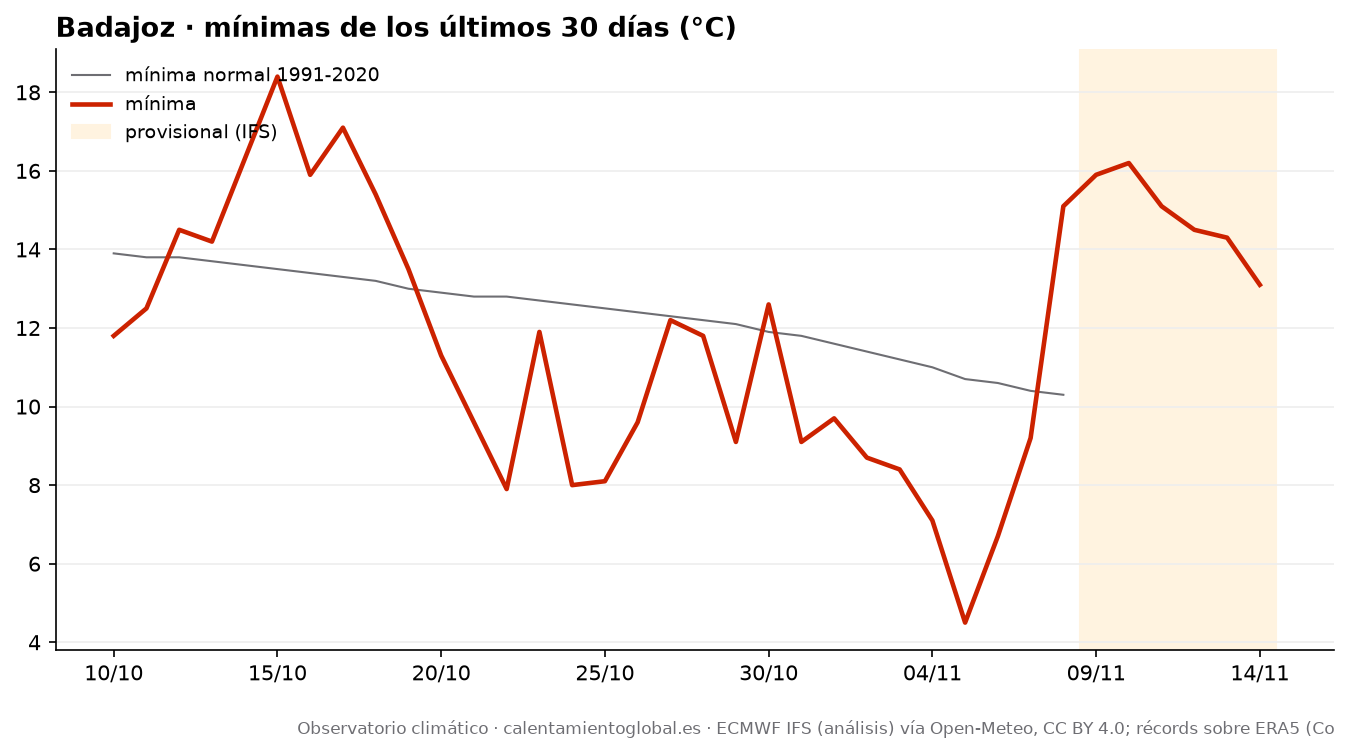 Badajoz · mínimas de los últimos 30 días (°C)
mínima normal 1991-2020
mínima
provisional (IFS)
18
16
14
12
10
8
6
4
10/10 15/10 20/10 25/10 30/10 04/11 09/11 14/11
Observatorio climático · calentamientoglobal.es · ECMWF IFS (análisis) vía Open-Meteo, CC BY 4.0; récords sobre ERA5 (Co